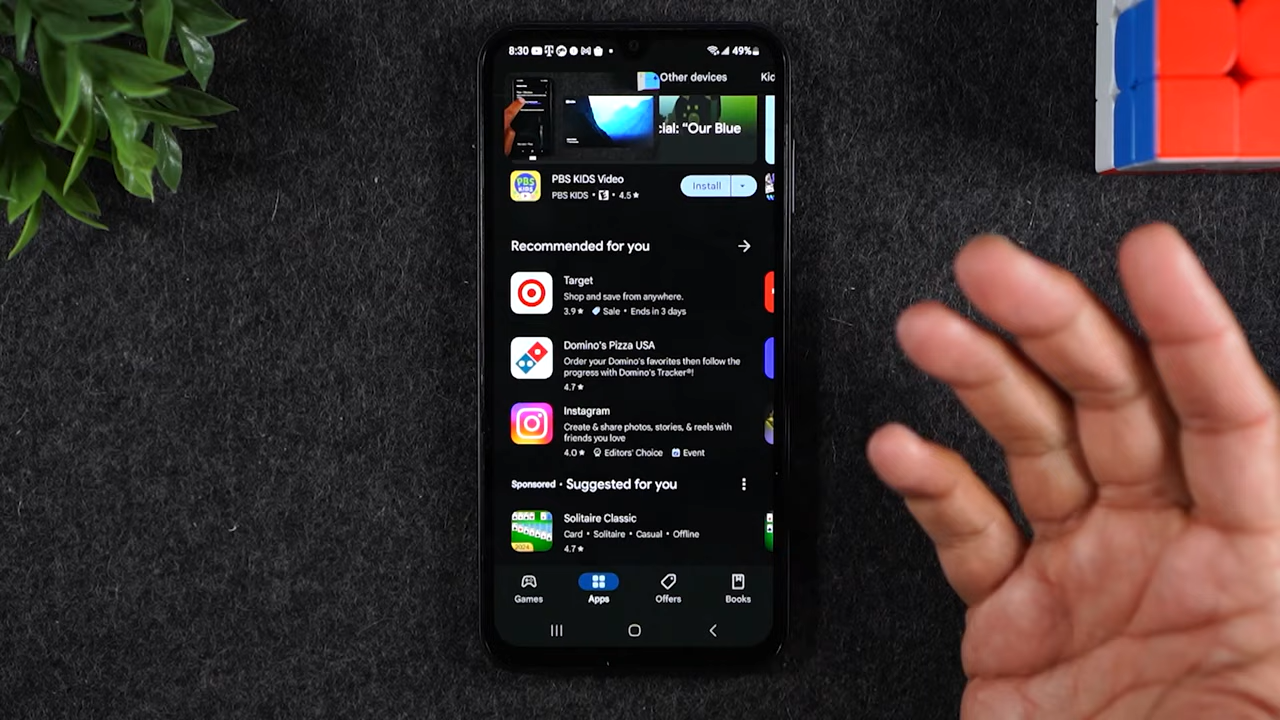 8:30
49%
Other devices
Kid
cial: “Our Blue
PBS KIDS
PBS KIDS Video
PBS KIDS • 4.5★
Install
Recommended for you
Target
Shop and save from anywhere.
3.9★ Sale • Ends in 3 days
Domino's Pizza USA
Order your Domino's favorites then follow the
progress with Domino's Tracker®!
4.7★
Instagram
Create & share photos, stories, & reels with
friends you love
4.0★ Editors' Choice Event
Sponsored • Suggested for you
Solitaire Classic
Card • Solitaire • Casual • Offline
2024
4.7★
Games
Apps
Offers
Books